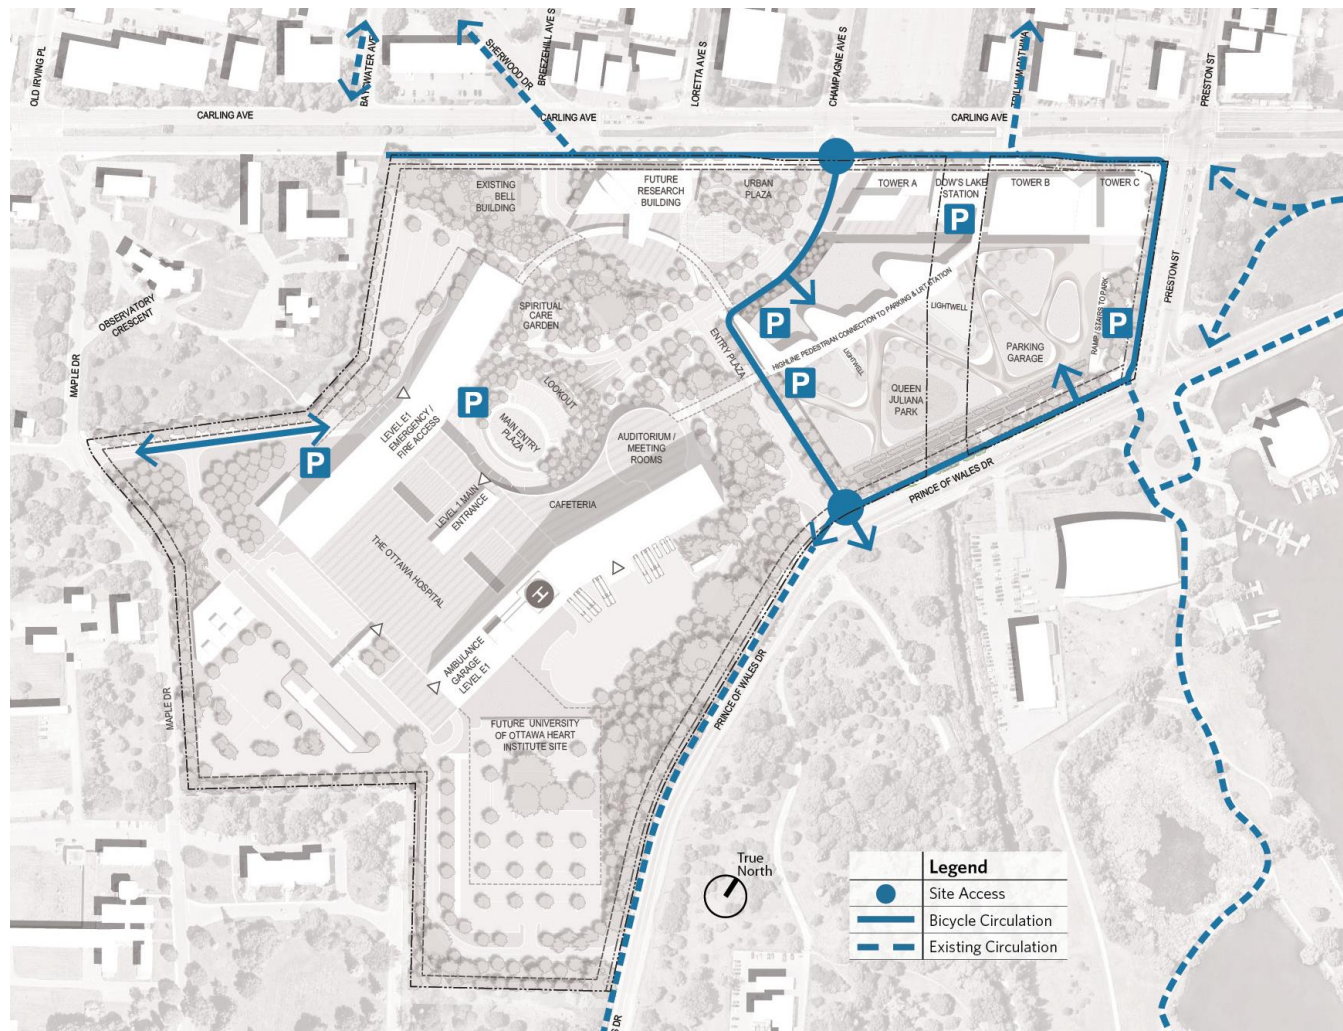 OLD IRVING PL
BAYSWATER AVE
SHERWOOD DR
BREEZEHILL AVE S
LORETTA AVE S
CHAMPAGNE AVE S
TRILLIUM PATHWAY
PRESTON ST
CARLING AVE
CARLING AVE
CARLING AVE
EXISTING
BELL
BUILDING
FUTURE
RESEARCH
BUILDING
URBAN
PLAZA
TOWER A
DOW'S LAKE
STATION
TOWER B
TOWER C
P
OBSERVATORY
CRESCENT
MAPLE DR
SPIRITUAL
CARE
GARDEN
ENTRY PLAZA
P
HIGHLINE PEDESTRIAN CONNECTION TO PARKING & LRT STATION
LIGHTWELL
LIGHTWELL
PARKING
GARAGE
RAMP / STAIRS TO PARK
P
PRESTON ST
P
QUEEN
JULIANA
PARK
LOOKOUT
P
MAIN ENTRY
PLAZA
LEVEL E1
EMERGENCY /
FIRE ACCESS
AUDITORIUM /
MEETING
ROOMS
P
LEVEL 1 MAIN
ENTRANCE
CAFETERIA
PRINCE OF WALES DR
THE OTTAWA HOSPITAL
H
AMBULANCE
GARAGE
LEVEL E1
MAPLE DR
PRINCE OF WALES DR
FUTURE UNIVERSITY
OF OTTAWA HEART
INSTITUTE SITE
True
North
Legend
Site Access
Bicycle Circulation
Existing Circulation
DR